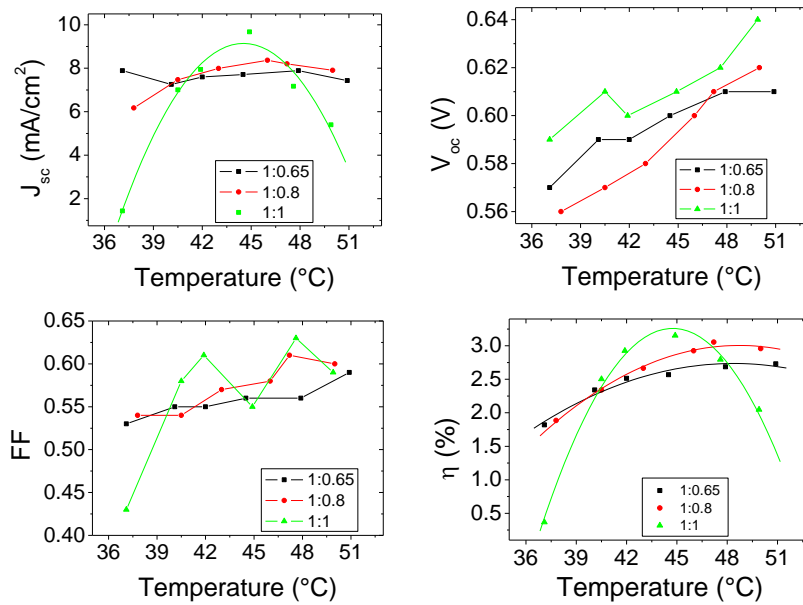 10
8
6
4
2
J_sc (mA/cm²)
1:0.65
1:0.8
1:1
36 39 42 45 48 51
Temperature (°C)
0.64
0.62
0.60
0.58
0.56
V_oc (V)
1:0.65
1:0.8
1:1
36 39 42 45 48 51
Temperature (°C)
0.65
0.60
0.55
0.50
0.45
0.40
FF
1:0.65
1:0.8
1:1
36 39 42 45 48 51
Temperature (°C)
3.0
2.5
2.0
1.5
1.0
0.5
η (%)
1:0.65
1:0.8
1:1
36 39 42 45 48 51
Temperature (°C)